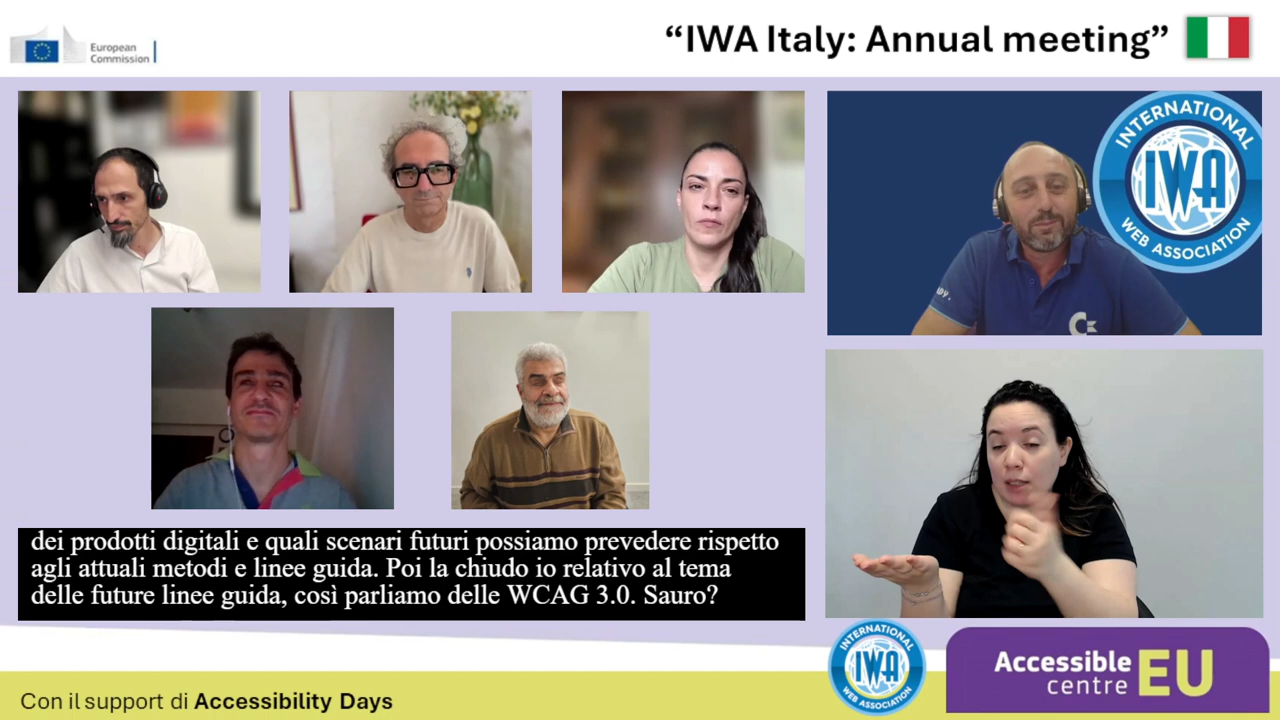 European
Commission
“IWA Italy: Annual meeting”
INTERNATIONAL
IWA
WEB ASSOCIATION
dei prodotti digitali e quali scenari futuri possiamo prevedere rispetto
agli attuali metodi e linee guida. Poi la chiudo io relativo al tema
delle future linee guida, così parliamo delle WCAG 3.0. Sauro?
INTERNATIONAL
IWA
WEB ASSOCIATION
Accessible
centre
EU
Con il support di Accessibility Days